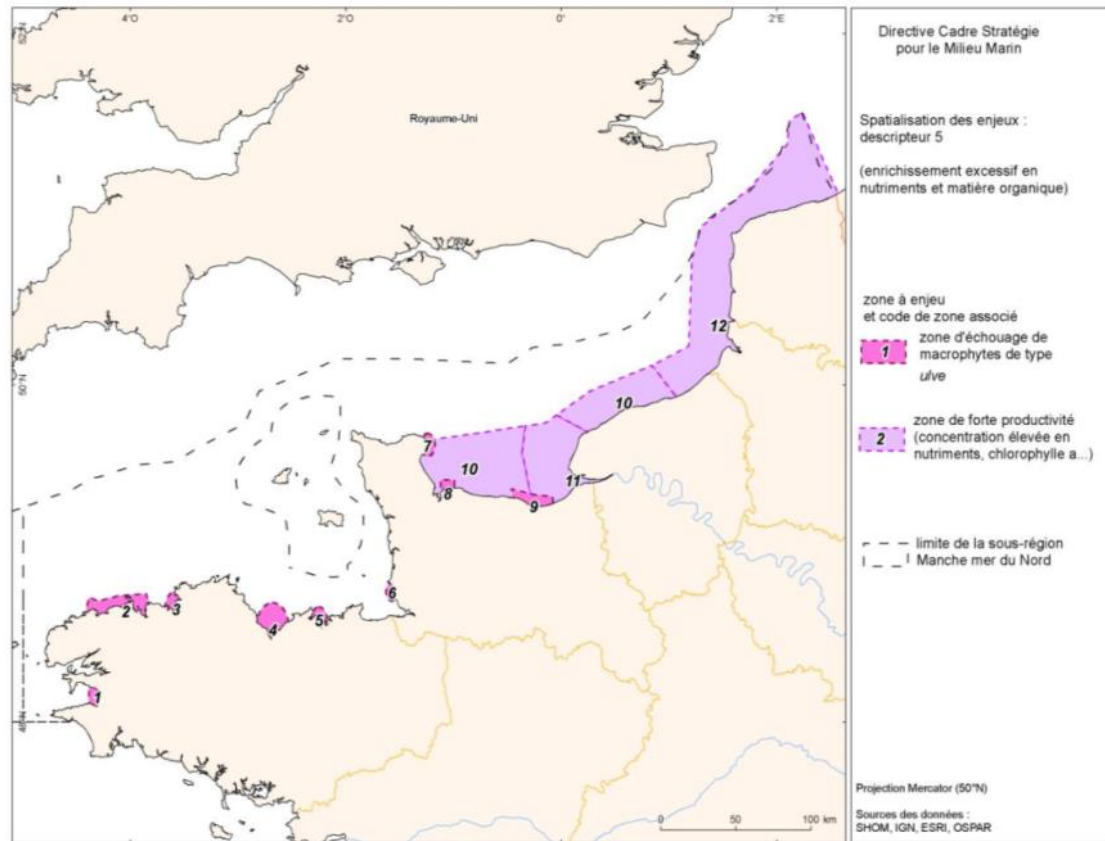 4°O
2°O
0°
2°E
52°N
Royaume-Uni
50°N
12
10
7
10
11
8
9
6
2
3
4
5
1
48°N
0 50 100 km
Directive Cadre Stratégie
pour le Milieu Marin
Spatialisation des enjeux :
descripteur 5
(enrichissement excessif en
nutriments et matière organique)
zone à enjeu
et code de zone associé
1
zone d'échouage de
macrophytes de type
ulve
2
zone de forte productivité
(concentration élevée en
nutriments, chlorophylle a...)
limite de la sous-région
Manche mer du Nord
Projection Mercator (50°N)
Sources des données :
SHOM, IGN, ESRI, OSPAR